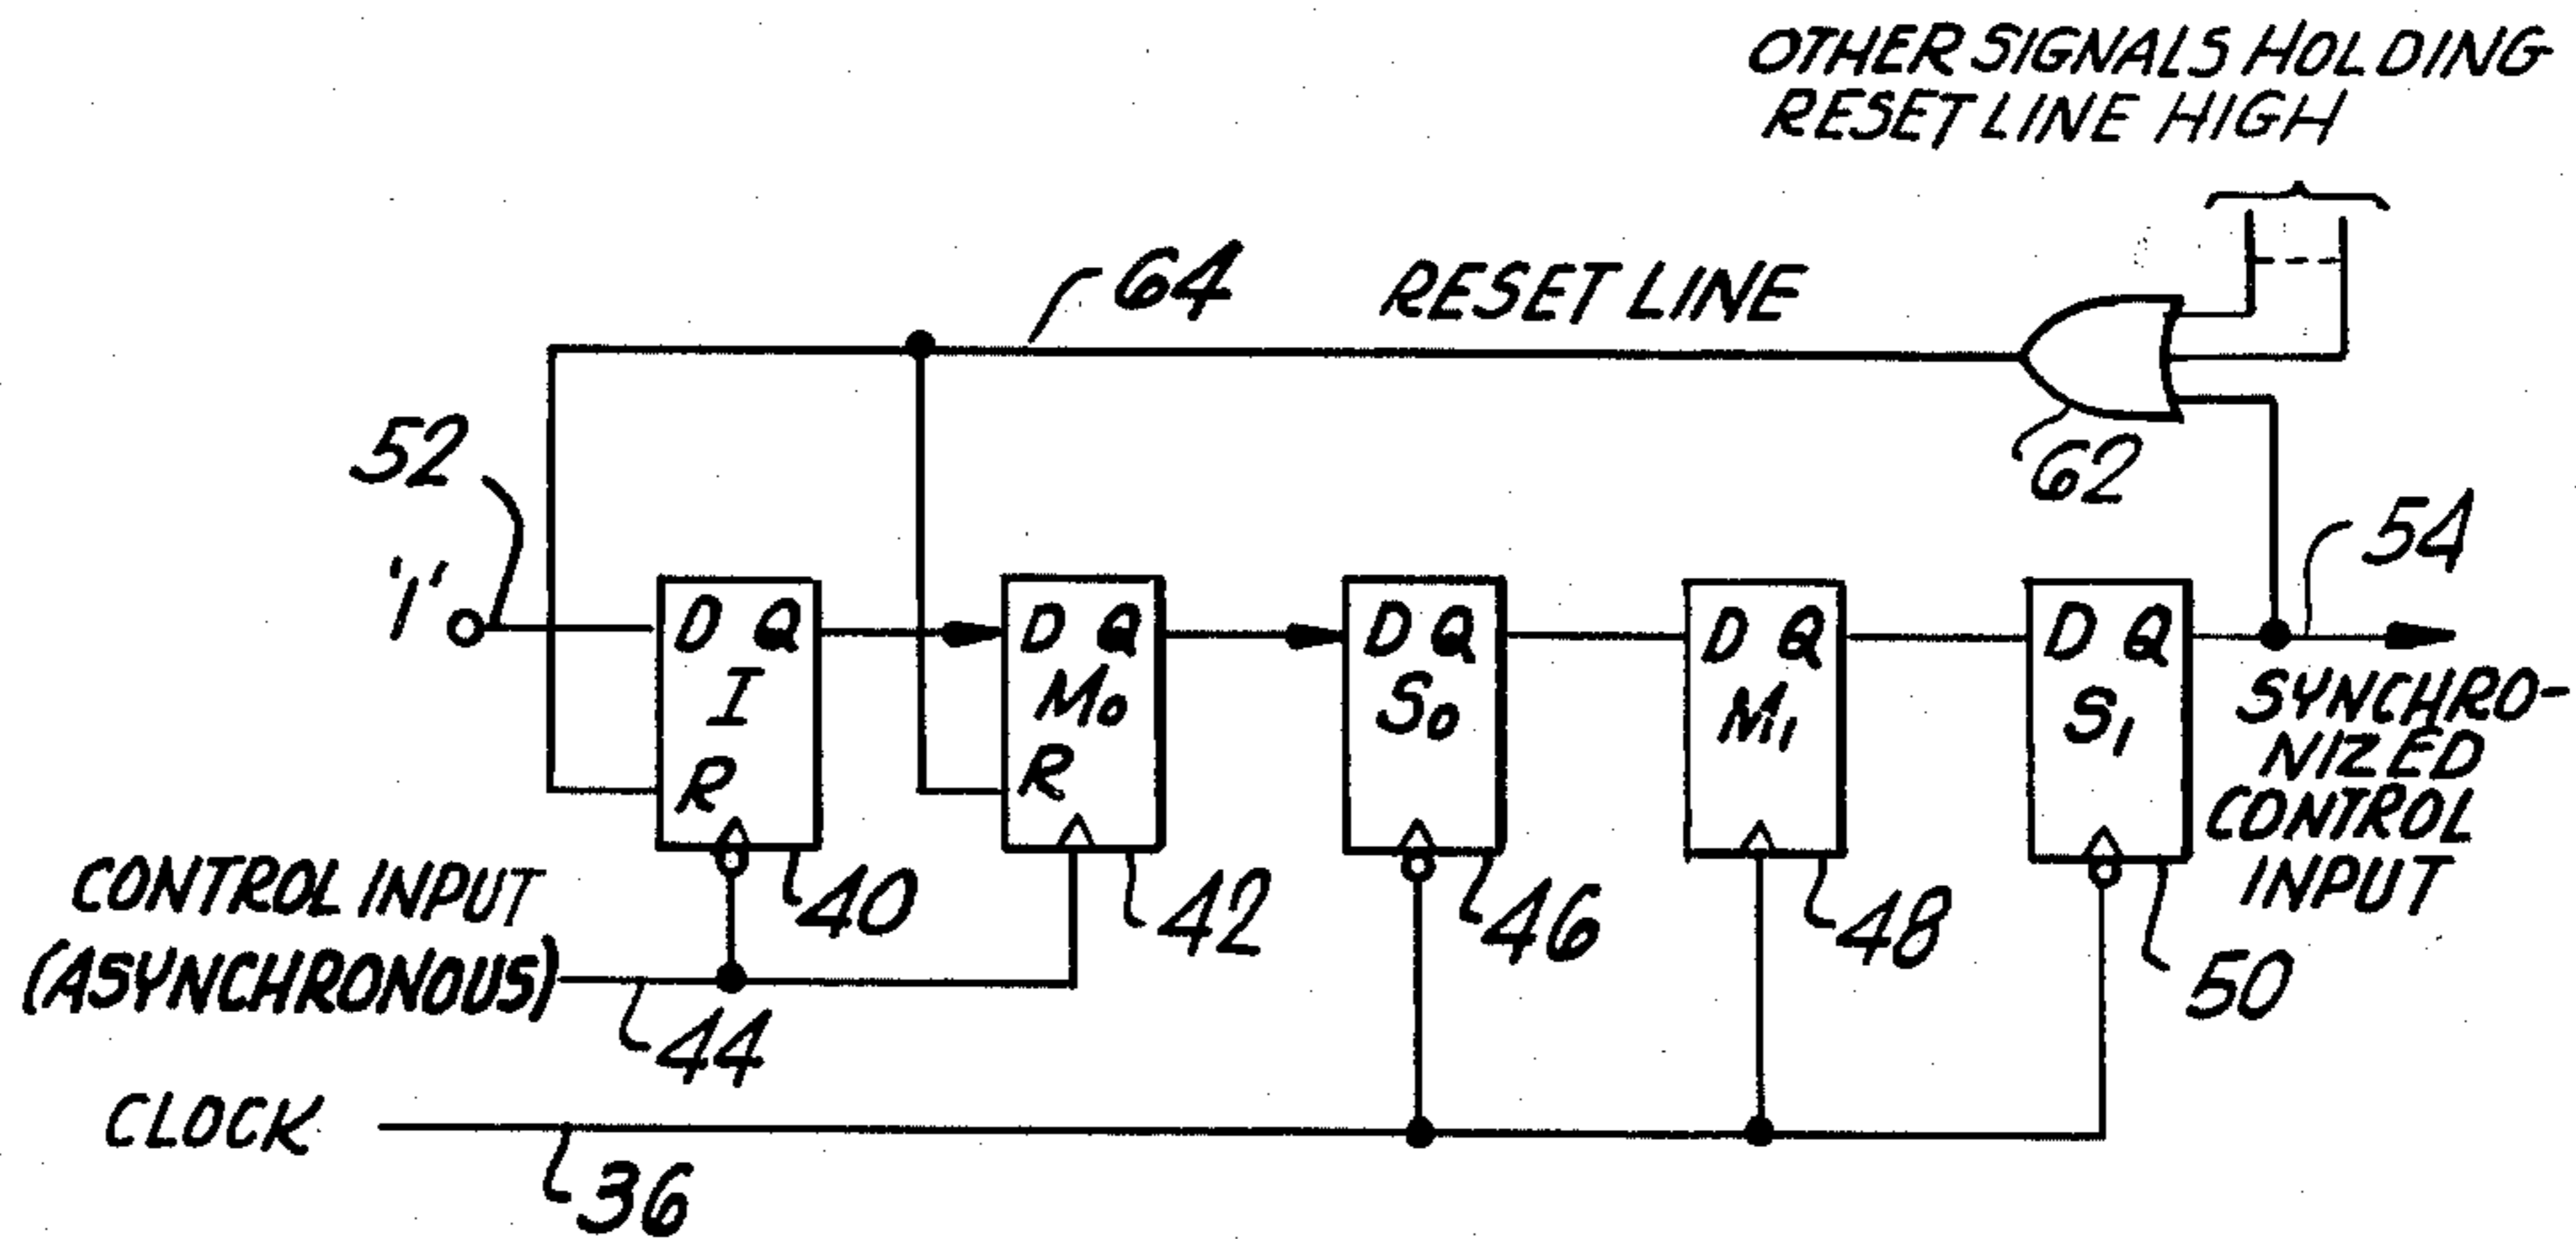 OTHER SIGNALS HOLDING
RESET LINE HIGH
64
RESET LINE
52
62
54
'1'
D Q
I
R
D Q
M0
R
D Q
S0
D Q
M1
D Q
S1
SYNCHRO-
NIZED
CONTROL
INPUT
CONTROL INPUT
(ASYNCHRONOUS)
40
42
46
48
50
44
CLOCK
36